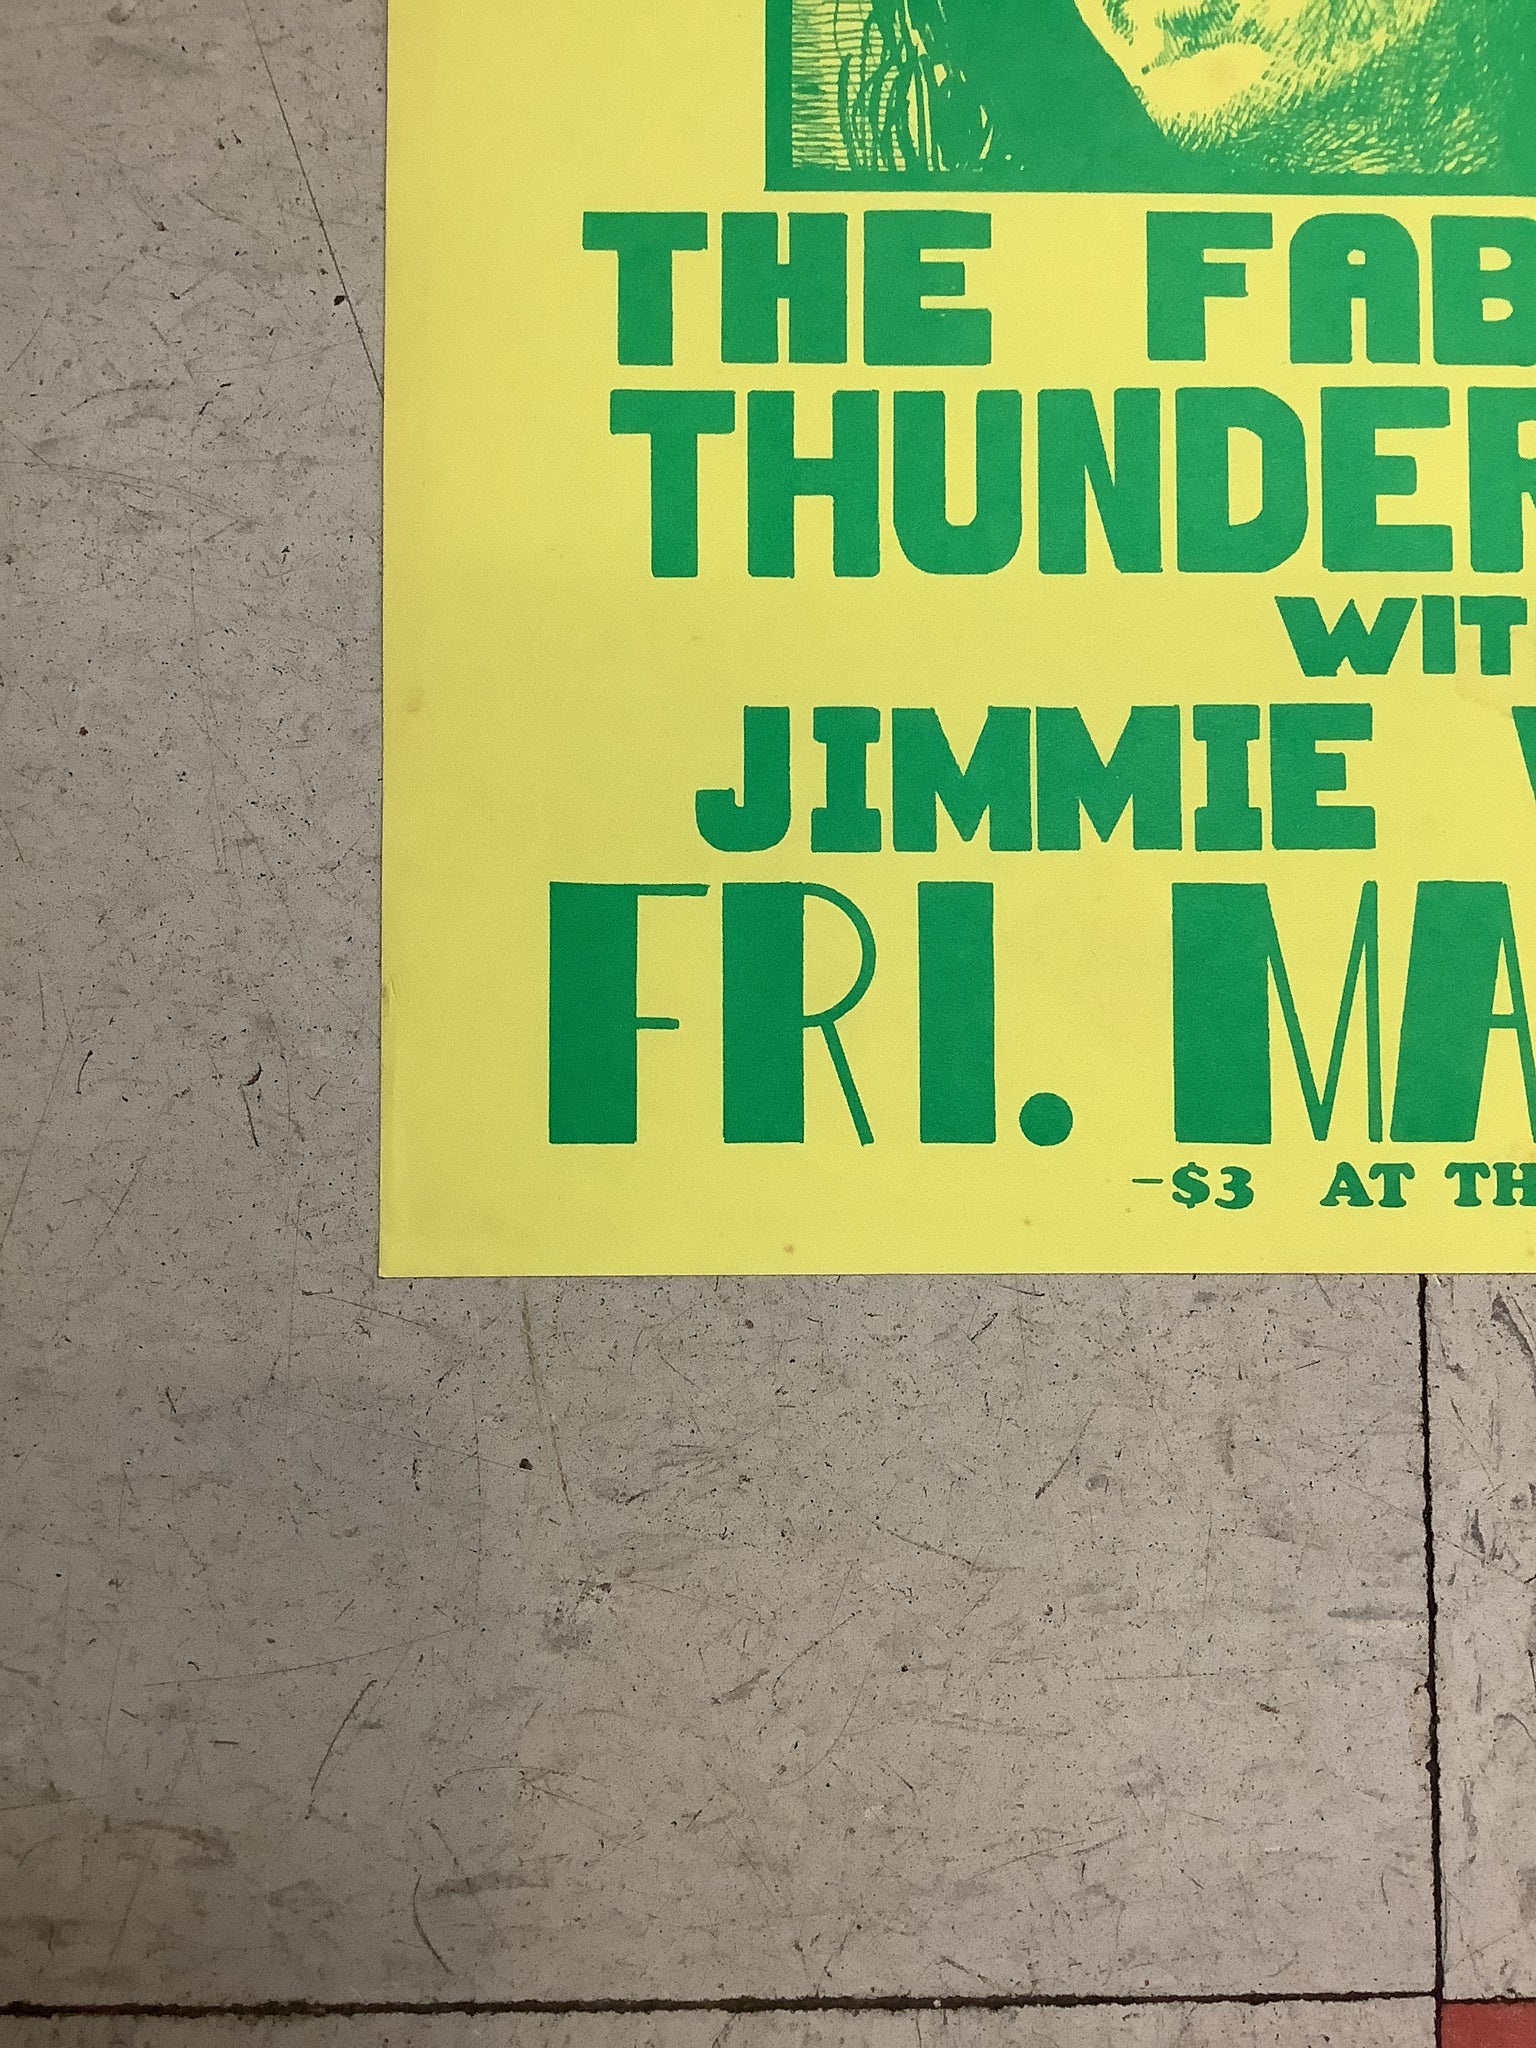 THE FAB
THUNDER
WIT
JIMMIE V
FRI. MA
-$3 AT TH